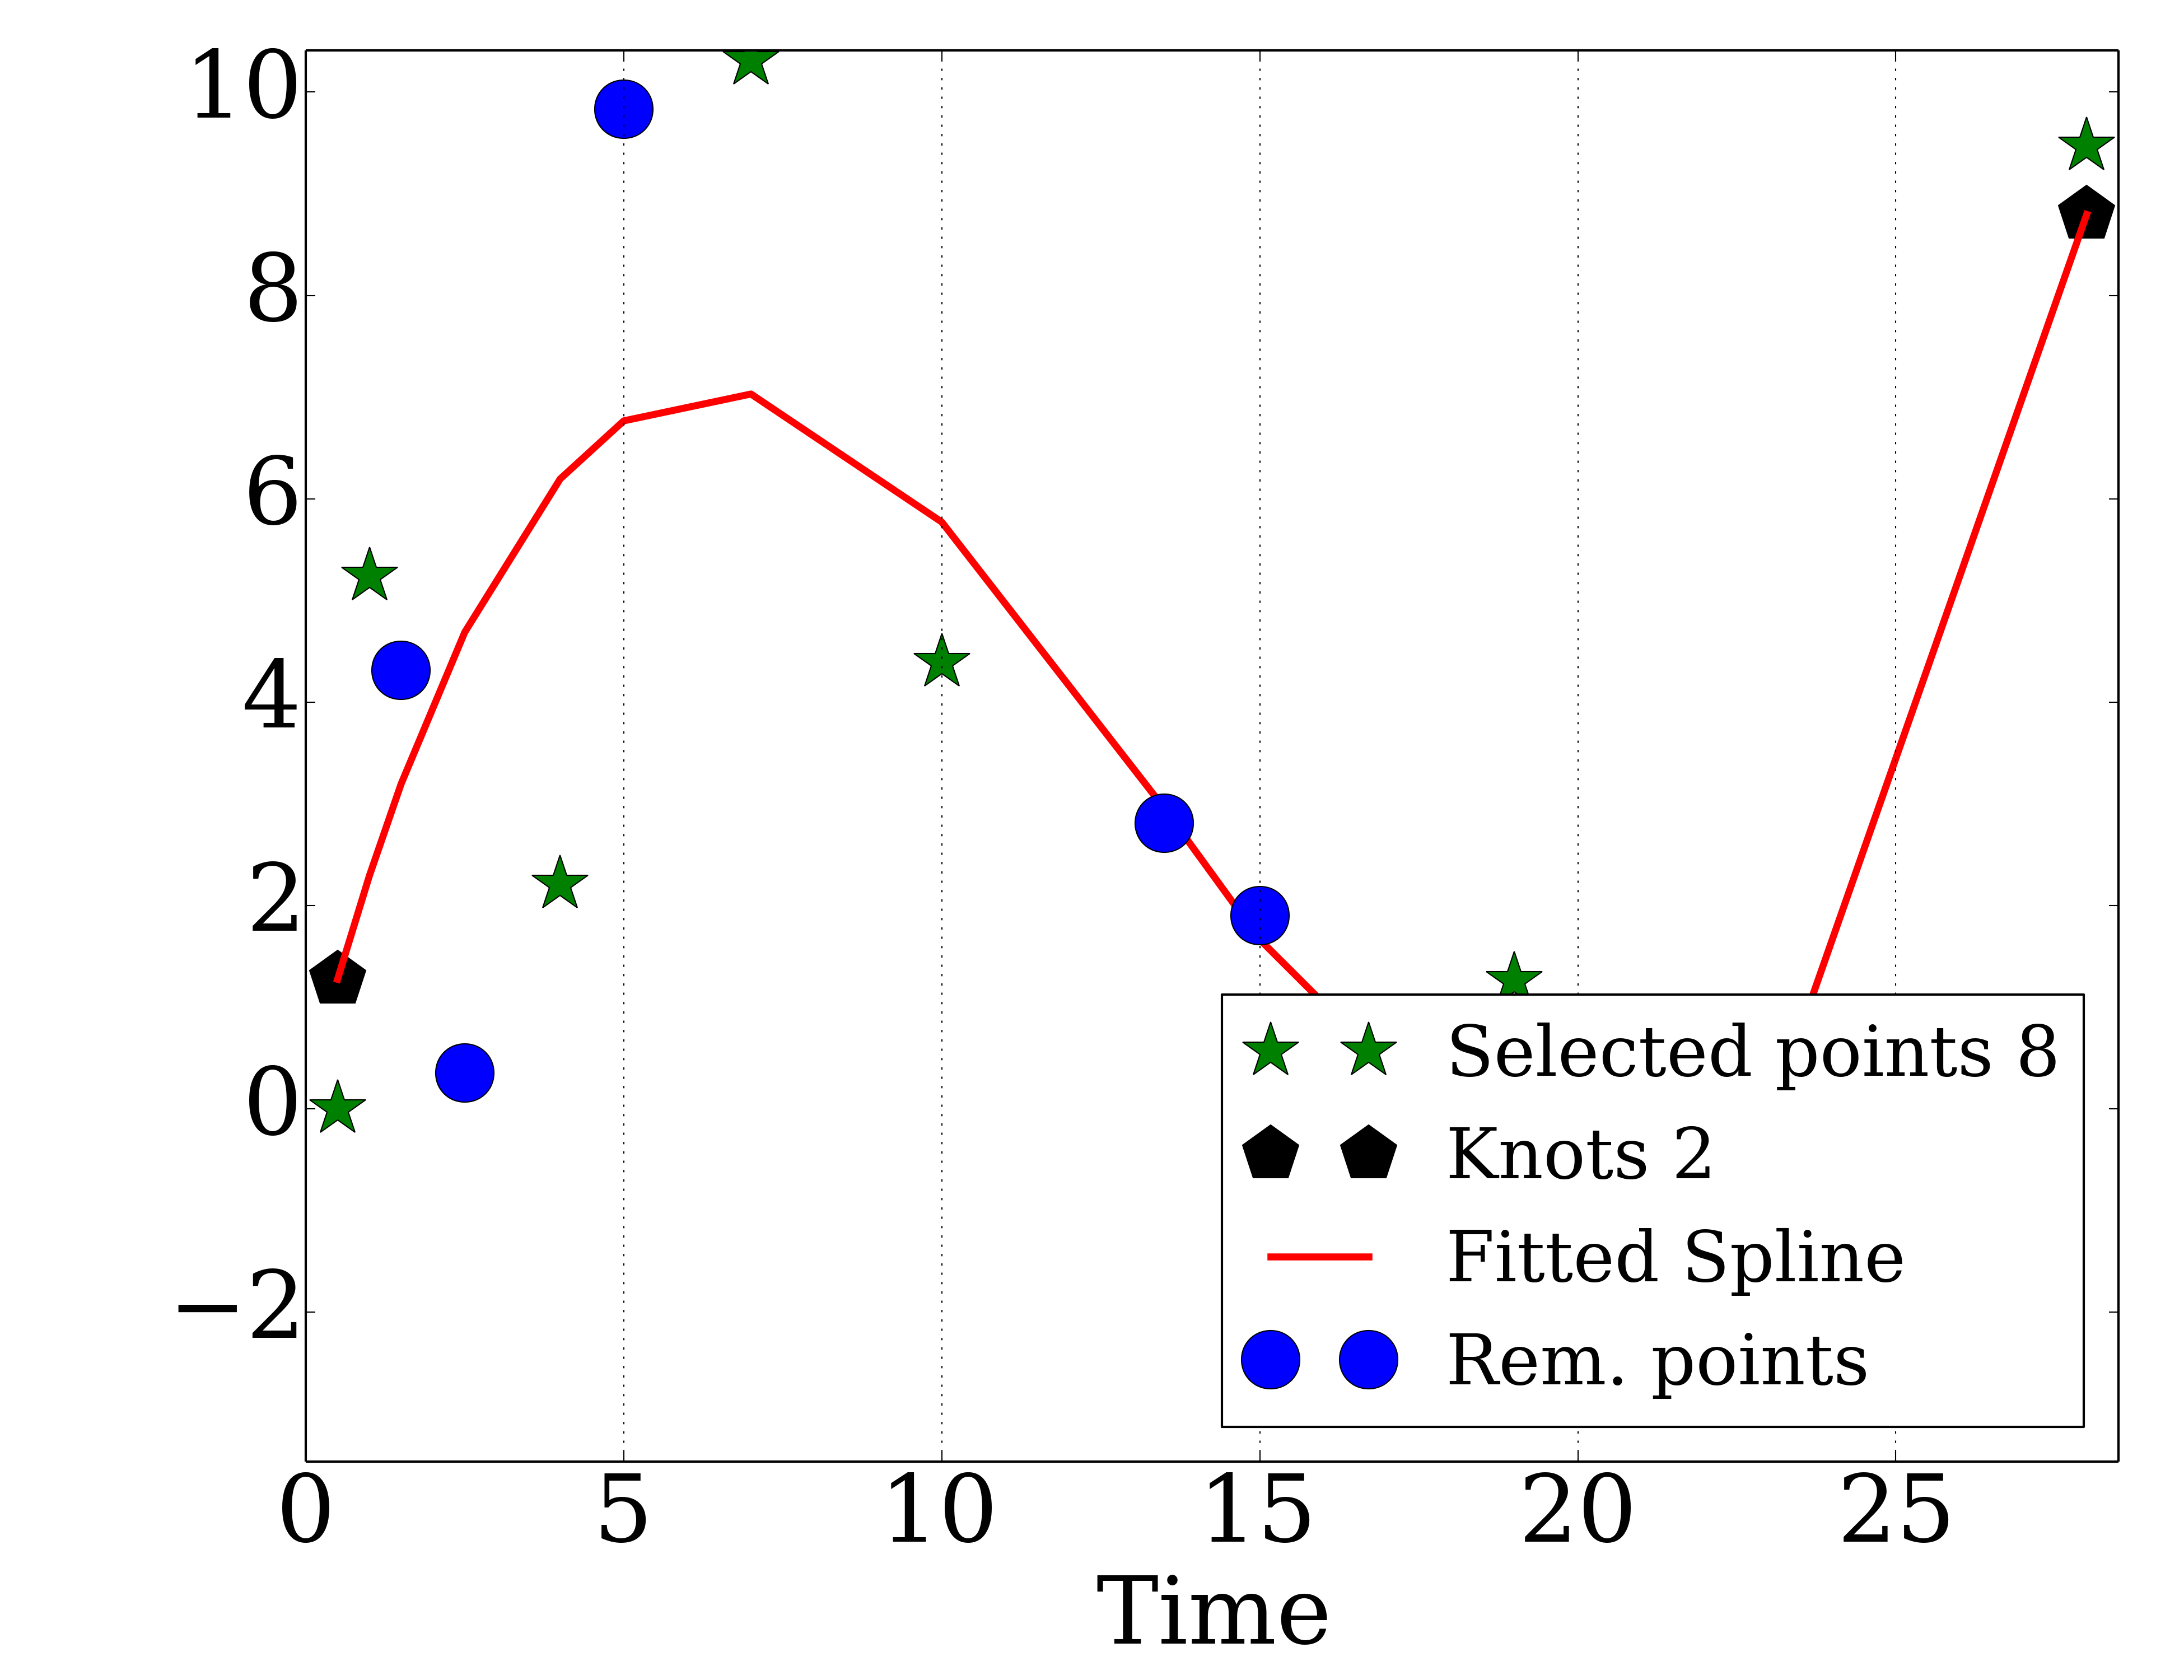 10
8
6
4
2
0
−2
Selected points 8
Knots 2
Fitted Spline
Rem. points
0 5 10 15 20 25
Time